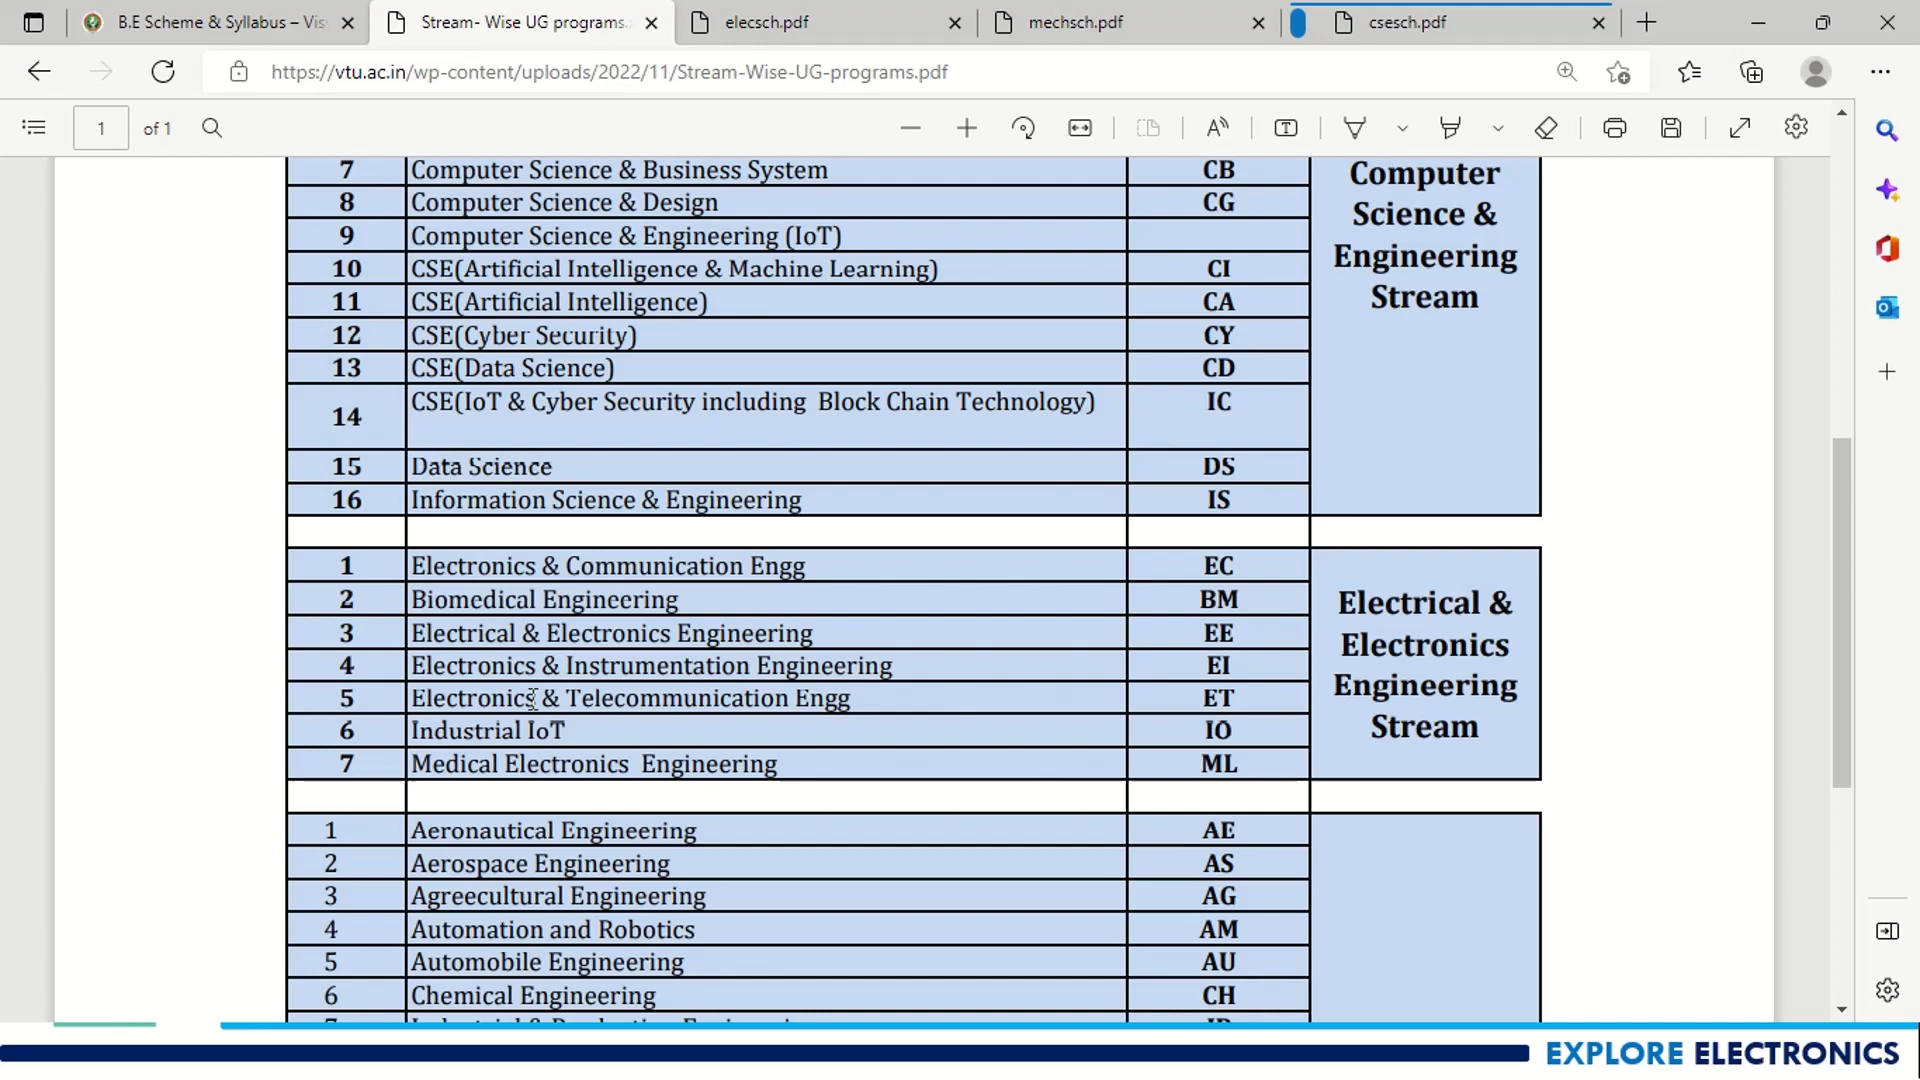 B.E Scheme & Syllabus – Vis
Stream- Wise UG programs.
elecsch.pdf
mechsch.pdf
csesch.pdf
https://vtu.ac.in/wp-content/uploads/2022/11/Stream-Wise-UG-programs.pdf
1 of 1
7 Computer Science & Business System CB
8 Computer Science & Design CG
9 Computer Science & Engineering (IoT)
10 CSE(Artificial Intelligence & Machine Learning) CI
11 CSE(Artificial Intelligence) CA
12 CSE(Cyber Security) CY
13 CSE(Data Science) CD
14 CSE(IoT & Cyber Security including Block Chain Technology) IC
15 Data Science DS
16 Information Science & Engineering IS
Computer
Science &
Engineering
Stream
1 Electronics & Communication Engg EC
2 Biomedical Engineering BM
3 Electrical & Electronics Engineering EE
4 Electronics & Instrumentation Engineering EI
5 Electronics & Telecommunication Engg ET
6 Industrial IoT IO
7 Medical Electronics Engineering ML
Electrical &
Electronics
Engineering
Stream
1 Aeronautical Engineering AE
2 Aerospace Engineering AS
3 Agreecultural Engineering AG
4 Automation and Robotics AM
5 Automobile Engineering AU
6 Chemical Engineering CH
EXPLORE ELECTRONICS